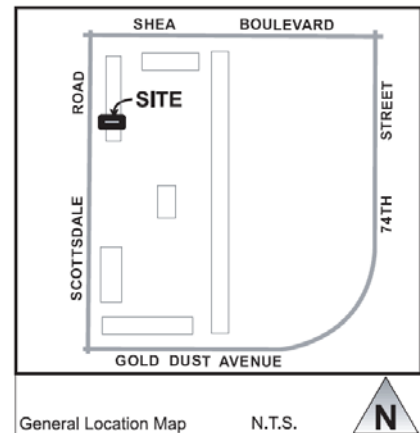 SHEA BOULEVARD
SCOTTSDALE ROAD
SITE
74TH STREET
GOLD DUST AVENUE
General Location Map N.T.S. N